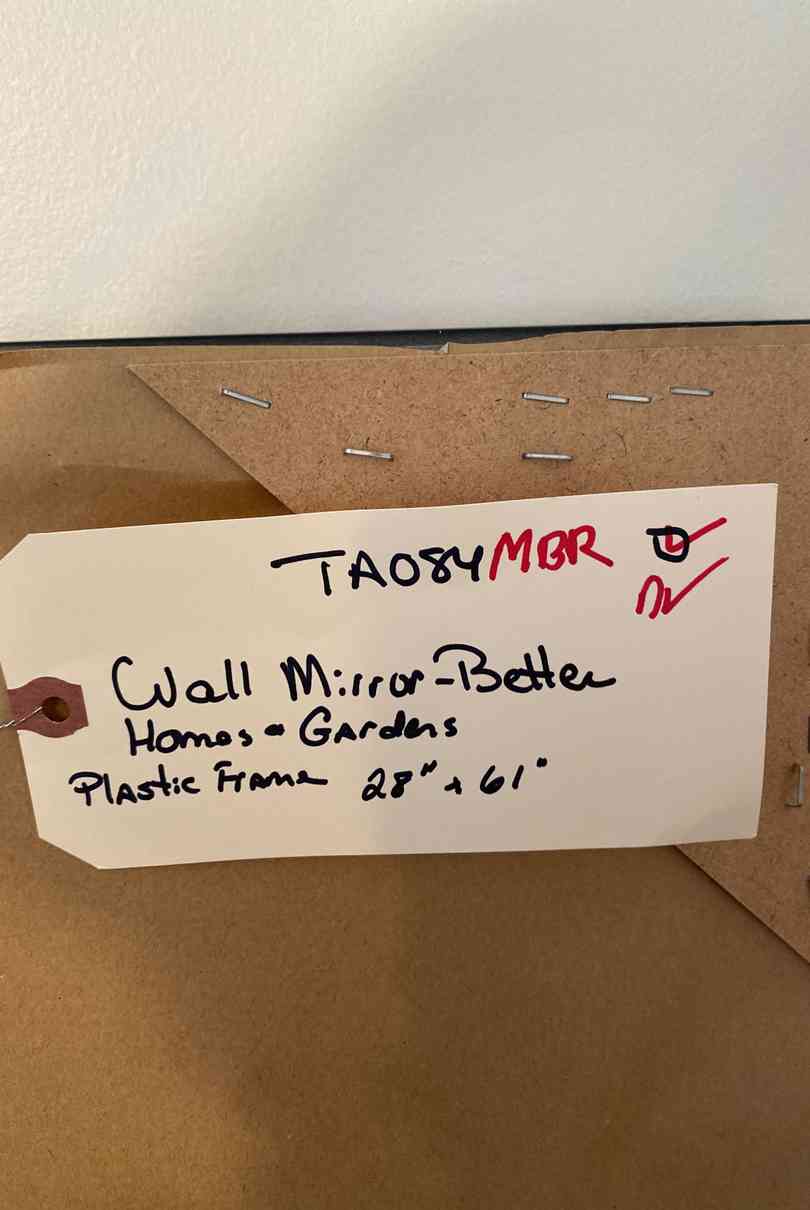 TA084MBR
Wall Mirror-Better
Homes - Gardens
Plastic Frame 28" x 61"